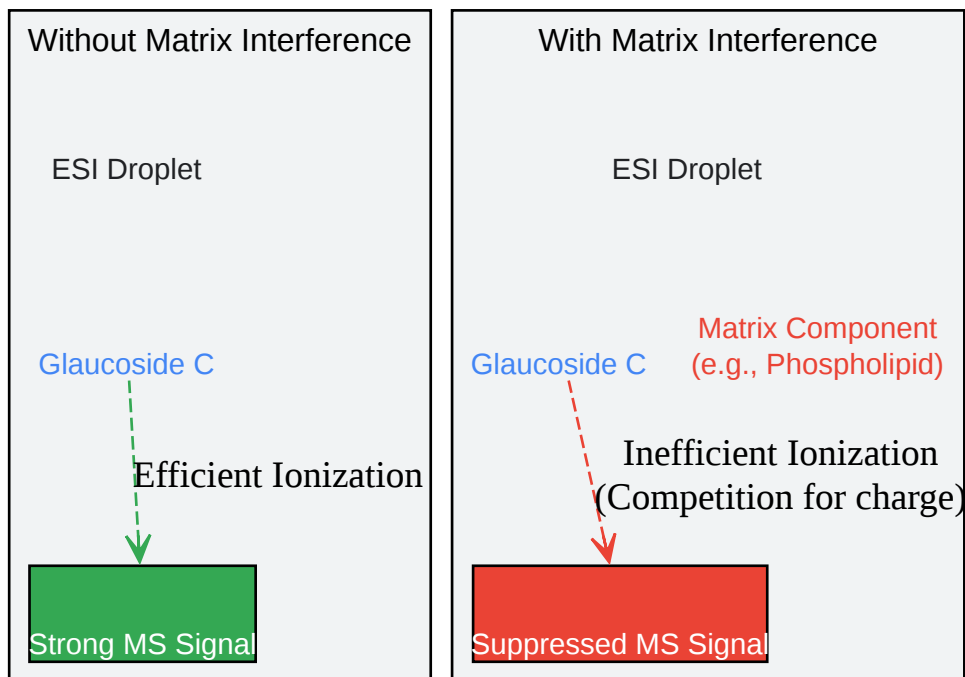 Without Matrix Interference
ESI Droplet
Glaucoside C
Efficient Ionization
Strong MS Signal
With Matrix Interference
ESI Droplet
Glaucoside C
Matrix Component
(e.g., Phospholipid)
Inefficient Ionization
(Competition for charge)
Suppressed MS Signal